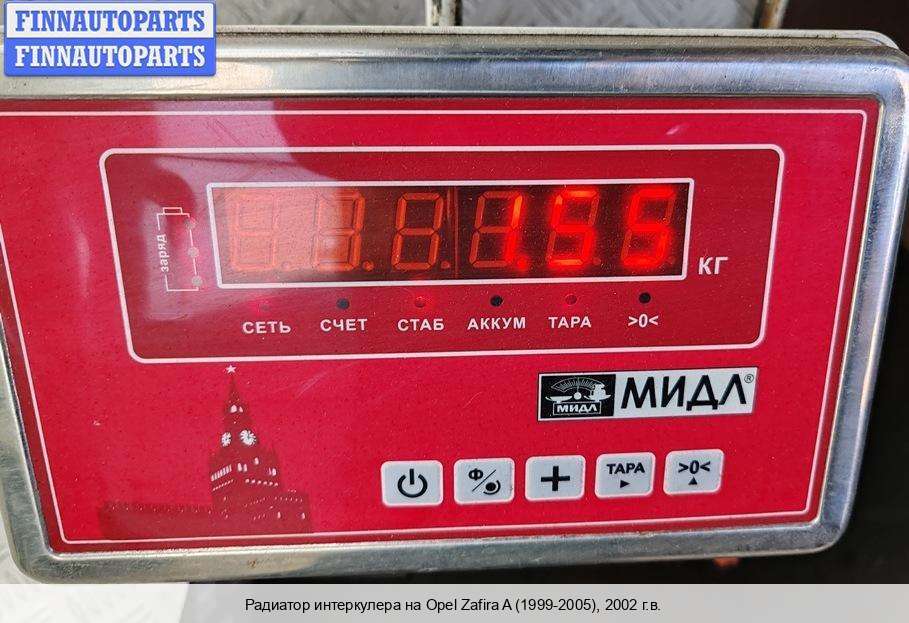 FINNAUTOPARTS
FINNAUTOPARTS
заряд
1.55
КГ
СЕТЬ СЧЕТ СТАБ АККУМ ТАРА >0<
МИДЛ МИДЛ®
Ф ТАРА >0<
Радиатор интеркулера на Opel Zafira A (1999-2005), 2002 г.в.